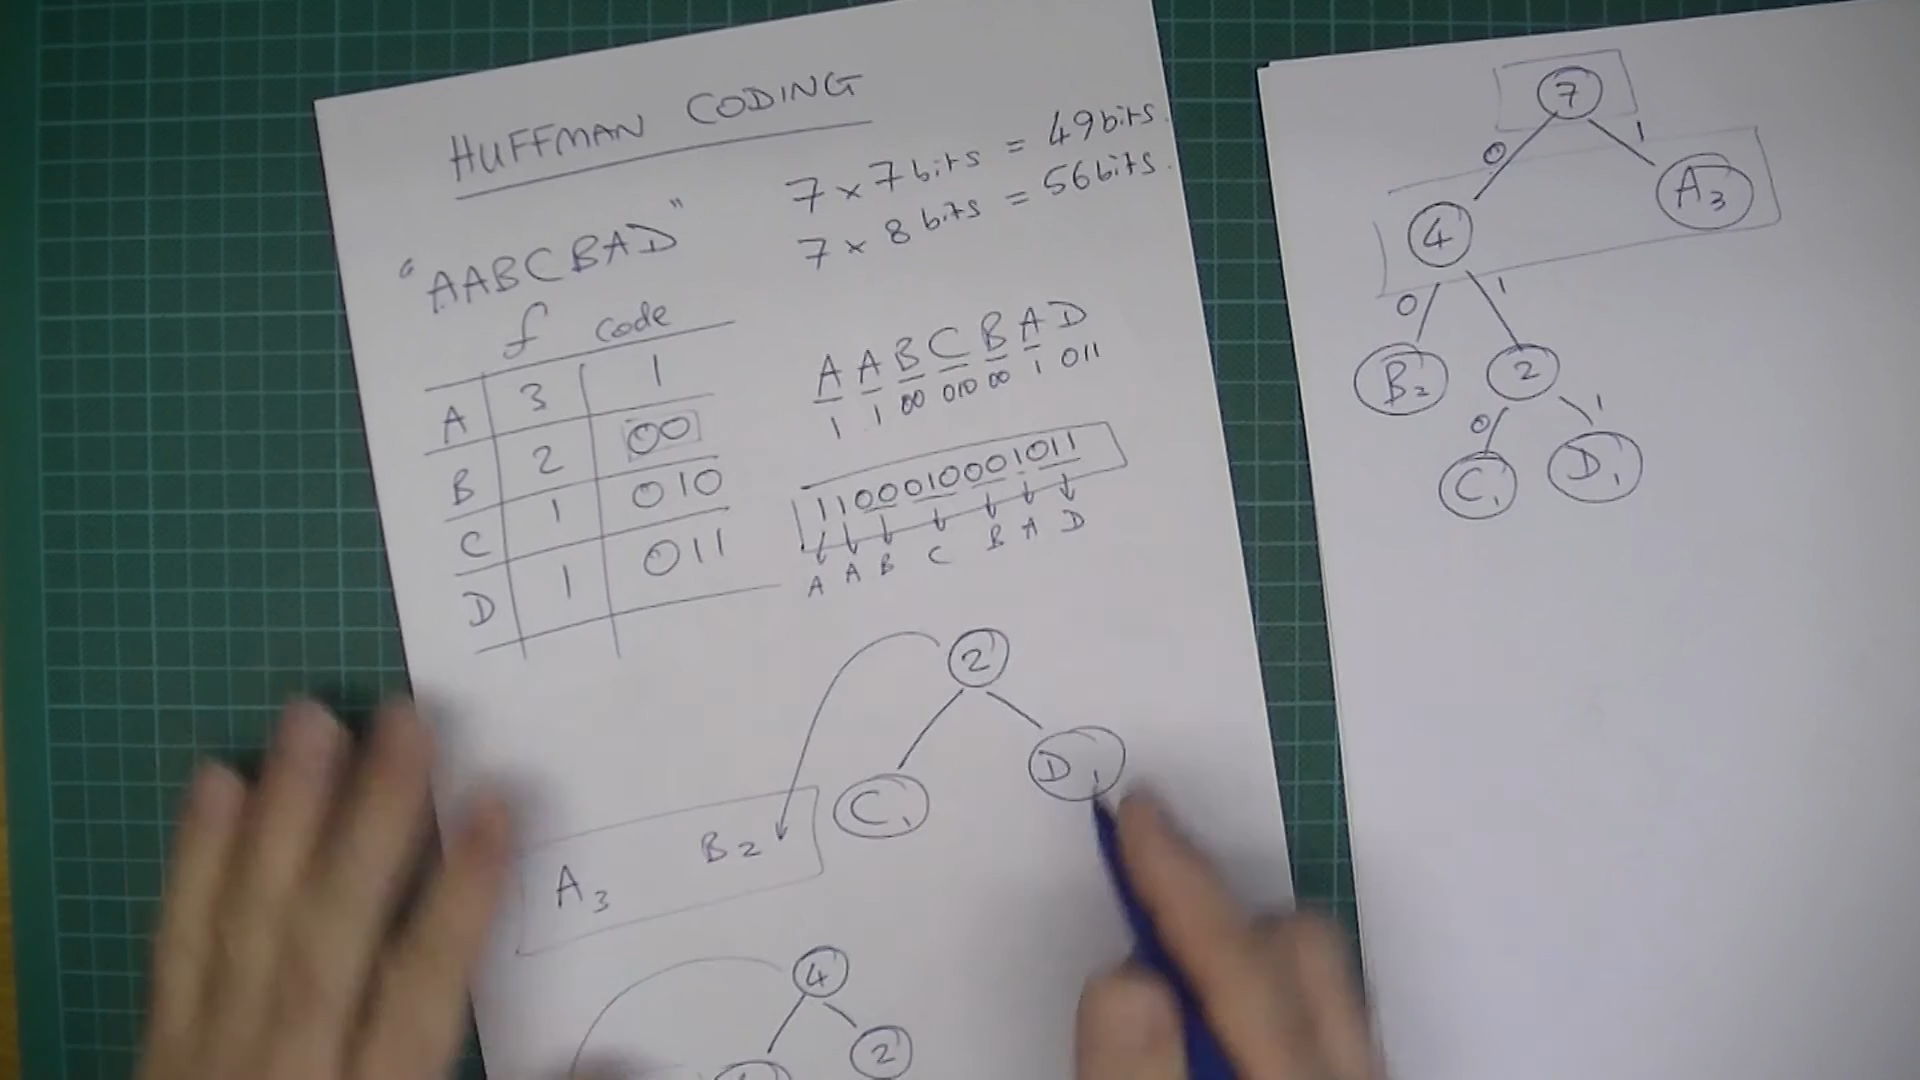 HUFFMAN CODING
7 x 7 bits = 49 bits.
7 x 8 bits = 56 bits.
"AABCBAD"
f code
A 3 1
B 2 00
C 1 010
D 1 011
A A B C B A D
1 1 00 010 00 1 011
1100010001011
A A B C B A D
2
C1 D1
A3 B2
4
2
7
0 1
4 A3
0 1
B2 2
0 1
C1 D1